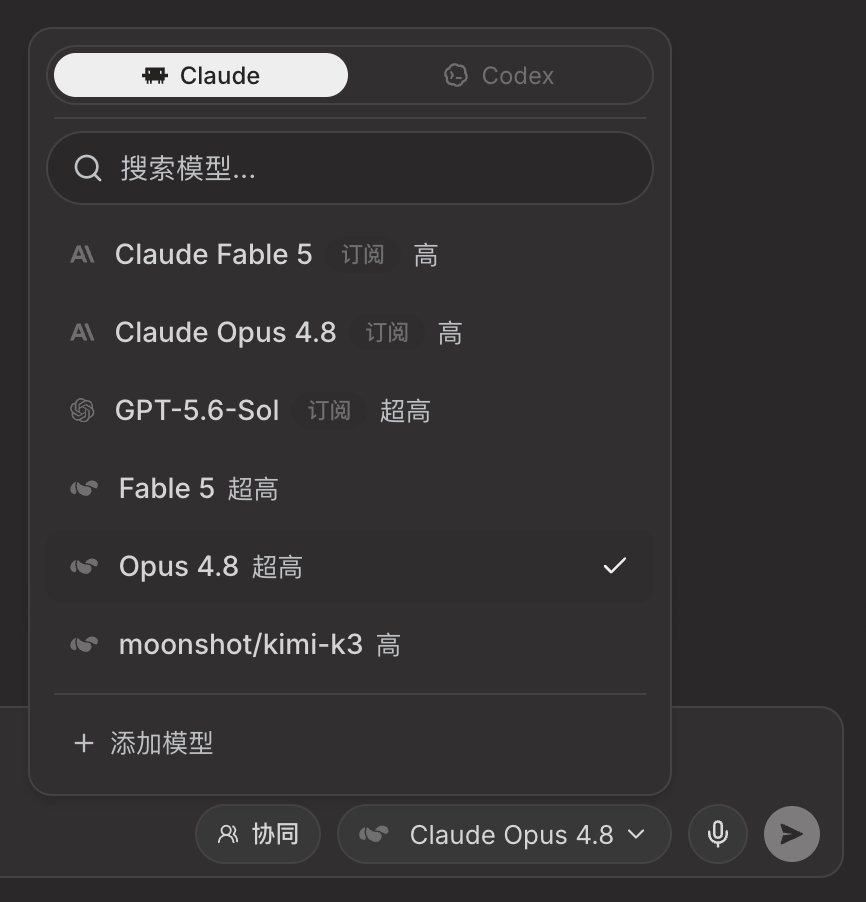 Claude
Codex
搜索模型...
Claude Fable 5 订阅 高
Claude Opus 4.8 订阅 高
GPT-5.6-Sol 订阅 超高
Fable 5 超高
Opus 4.8 超高
moonshot/kimi-k3 高
+ 添加模型
协同
Claude Opus 4.8